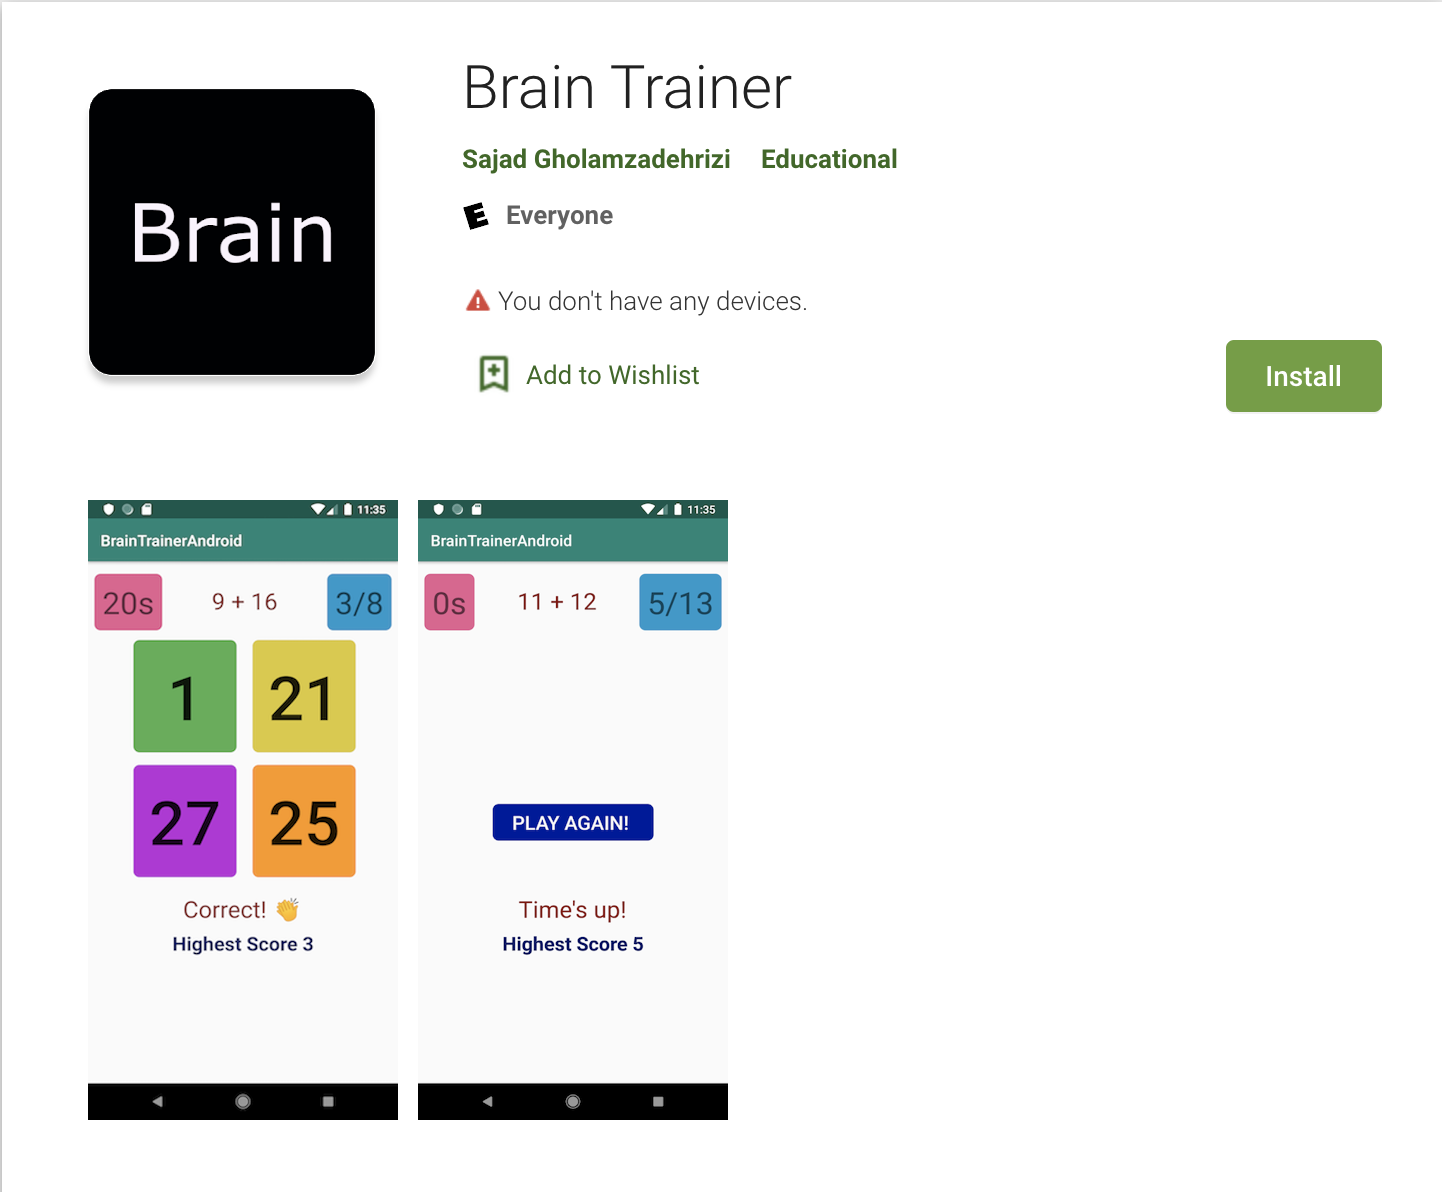 Brain
Brain Trainer
Sajad Gholamzadehrizi Educational
E Everyone
You don't have any devices.
Add to Wishlist
Install
11:35
BrainTrainerAndroid
20s 9 + 16 3/8
1 21
27 25
Correct! 👏
Highest Score 3
11:35
BrainTrainerAndroid
0s 11 + 12 5/13
PLAY AGAIN!
Time's up!
Highest Score 5